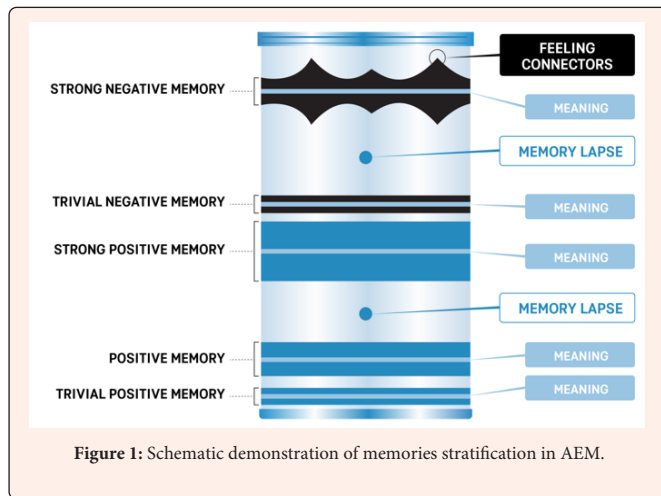 FEELING
CONNECTORS
STRONG NEGATIVE MEMORY
MEANING
MEMORY LAPSE
TRIVIAL NEGATIVE MEMORY
MEANING
STRONG POSITIVE MEMORY
MEANING
MEMORY LAPSE
POSITIVE MEMORY
MEANING
TRIVIAL POSITIVE MEMORY
MEANING
Figure 1: Schematic demonstration of memories stratification in AEM.